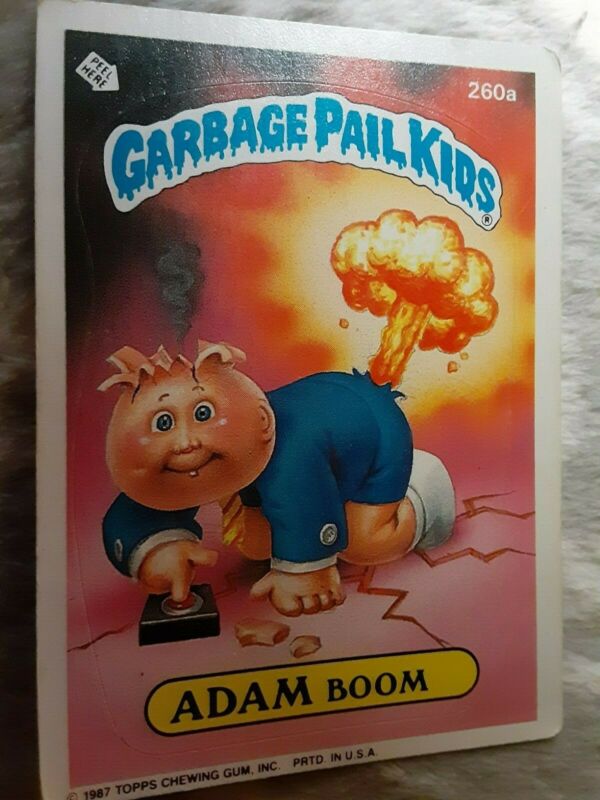 PEEL
HERE
260a
GARBAGE PAIL KIDS
®
ADAM BOOM
© 1987 TOPPS CHEWING GUM, INC. PRTD. IN U.S.A.